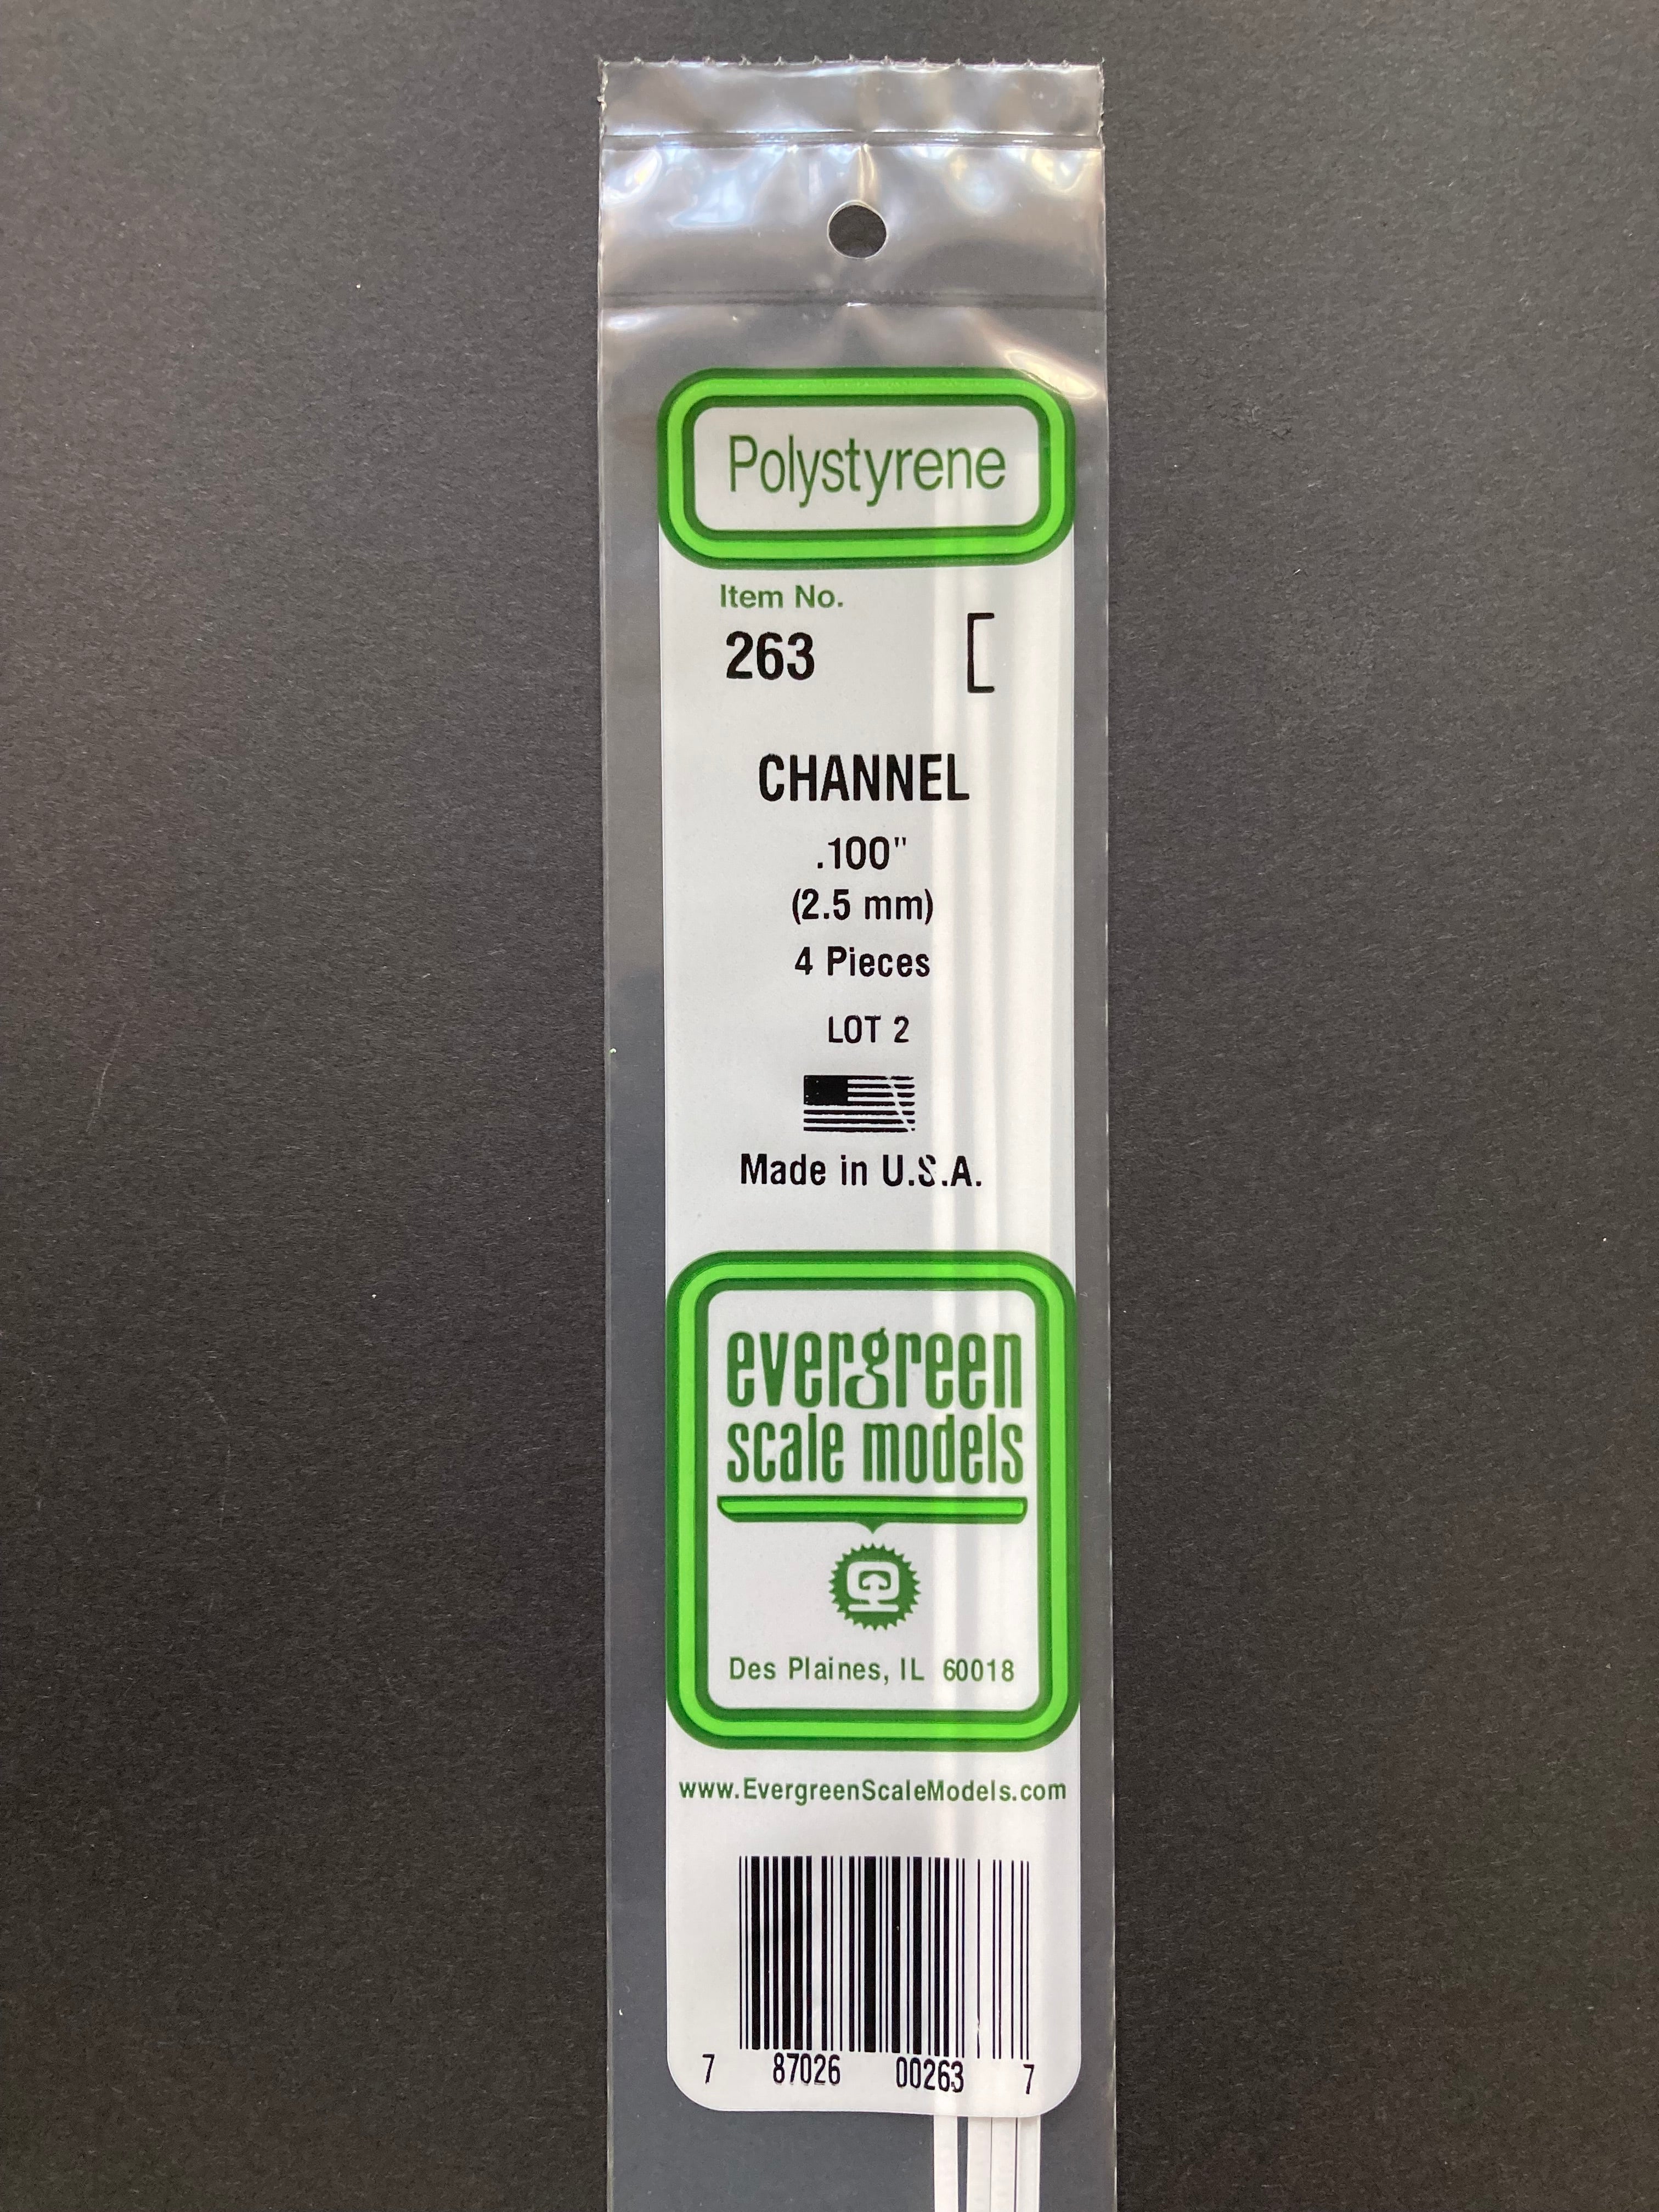 Polystyrene
Item No.
263
CHANNEL
.100"
(2.5 mm)
4 Pieces
LOT 2
Made in U.S.A.
evergreen
scale models
Des Plaines, IL 60018
www.EvergreenScaleModels.com
7 87026 00263 7